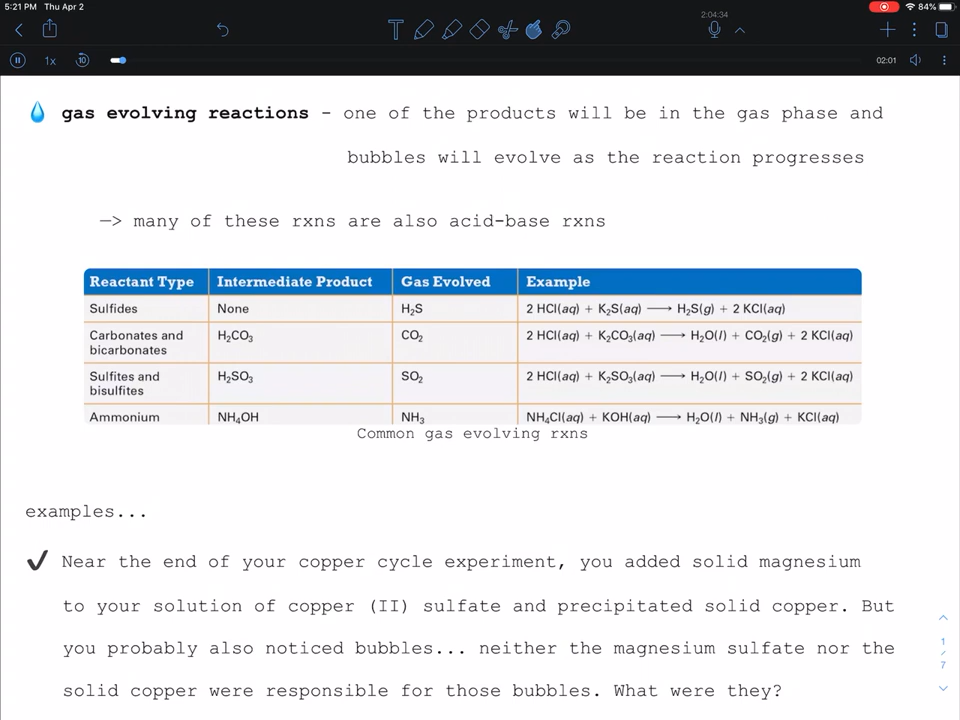 5:21 PM Thu Apr 2
84%
2:04:34
1x
10
02:01
gas evolving reactions - one of the products will be in the gas phase and
bubbles will evolve as the reaction progresses
—> many of these rxns are also acid-base rxns
Reactant Type Intermediate Product Gas Evolved Example
Sulfides None H₂S 2 HCl(aq) + K₂S(aq) ⟶ H₂S(g) + 2 KCl(aq)
Carbonates and bicarbonates H₂CO₃ CO₂ 2 HCl(aq) + K₂CO₃(aq) ⟶ H₂O(l) + CO₂(g) + 2 KCl(aq)
Sulfites and bisulfites H₂SO₃ SO₂ 2 HCl(aq) + K₂SO₃(aq) ⟶ H₂O(l) + SO₂(g) + 2 KCl(aq)
Ammonium NH₄OH NH₃ NH₄Cl(aq) + KOH(aq) ⟶ H₂O(l) + NH₃(g) + KCl(aq)
Common gas evolving rxns
examples...
✔ Near the end of your copper cycle experiment, you added solid magnesium
to your solution of copper (II) sulfate and precipitated solid copper. But
you probably also noticed bubbles... neither the magnesium sulfate nor the
solid copper were responsible for those bubbles. What were they?
1
/
7